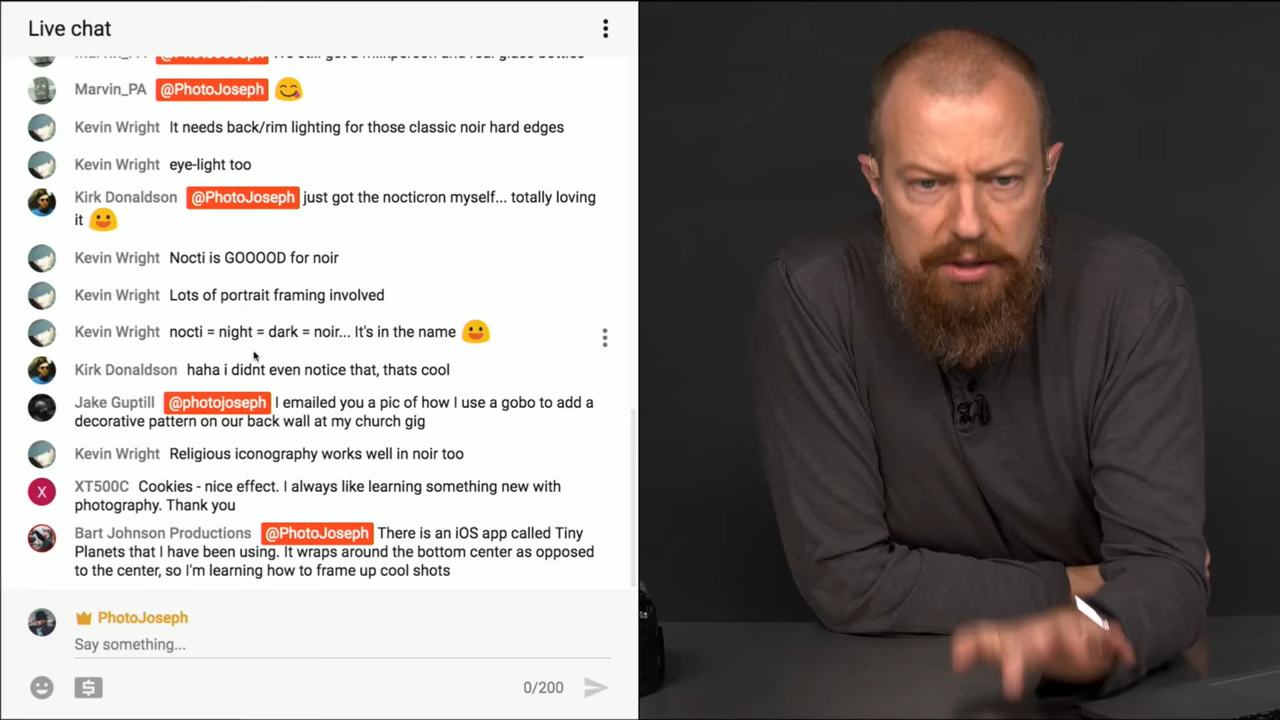 Live chat
Marvin_PA @PhotoJoseph
Marvin_PA @PhotoJoseph
Kevin Wright It needs back/rim lighting for those classic noir hard edges
Kevin Wright eye-light too
Kirk Donaldson @PhotoJoseph just got the nocticron myself... totally loving
it
Kevin Wright Nocti is GOOOOD for noir
Kevin Wright Lots of portrait framing involved
Kevin Wright nocti = night = dark = noir... It's in the name
Kirk Donaldson haha i didnt even notice that, thats cool
Jake Guptill @photojoseph I emailed you a pic of how I use a gobo to add a
decorative pattern on our back wall at my church gig
Kevin Wright Religious iconography works well in noir too
X XT500C Cookies - nice effect. I always like learning something new with
photography. Thank you
Bart Johnson Productions @PhotoJoseph There is an iOS app called Tiny
Planets that I have been using. It wraps around the bottom center as opposed
to the center, so I'm learning how to frame up cool shots
PhotoJoseph
Say something...
$ 0/200